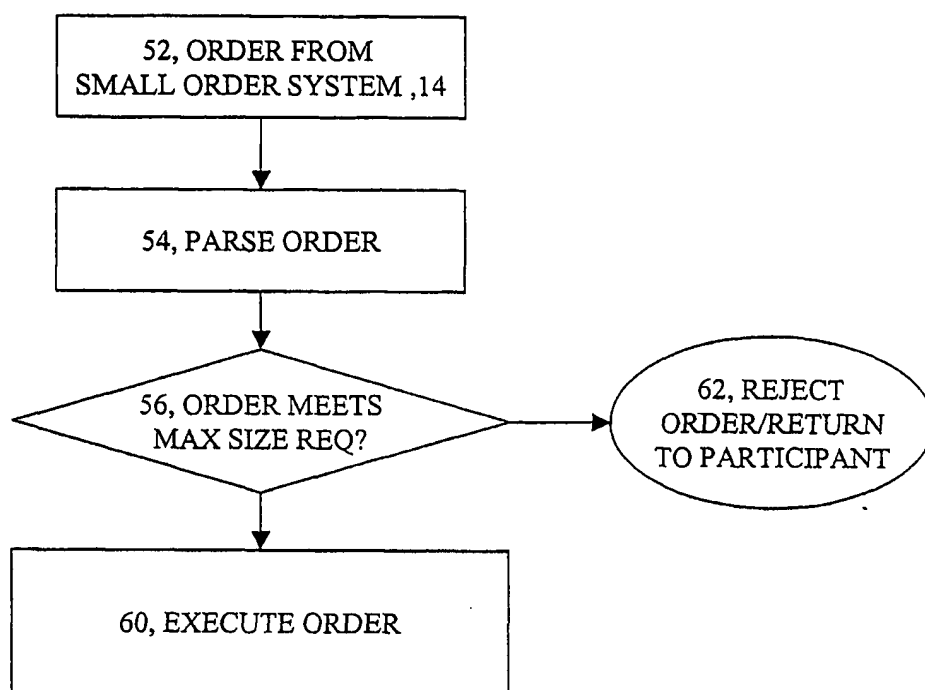 52, ORDER FROM
SMALL ORDER SYSTEM ,14
54, PARSE ORDER
56, ORDER MEETS
MAX SIZE REQ?
62, REJECT
ORDER/RETURN
TO PARTICIPANT
60, EXECUTE ORDER